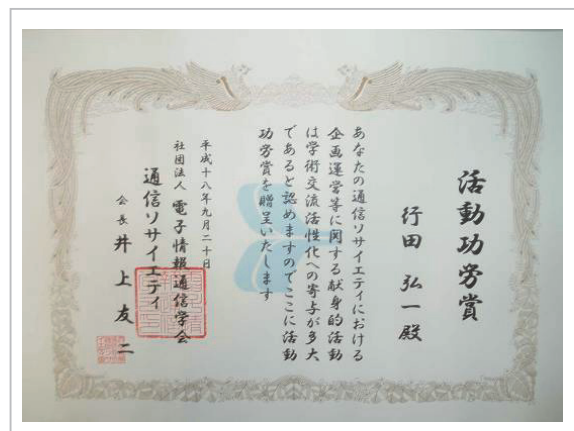 活動功労賞
行田 弘一 殿
あなたの通信ソサイエティにおける
企画運営等に関する献身的活動
は学術交流活性化への寄与が多大
であると認めますのでここに活動
功労賞を贈呈いたします
平成十八年九月二十日
社団法人 電子情報通信学会
通信ソサイエティ
会長 井上友二